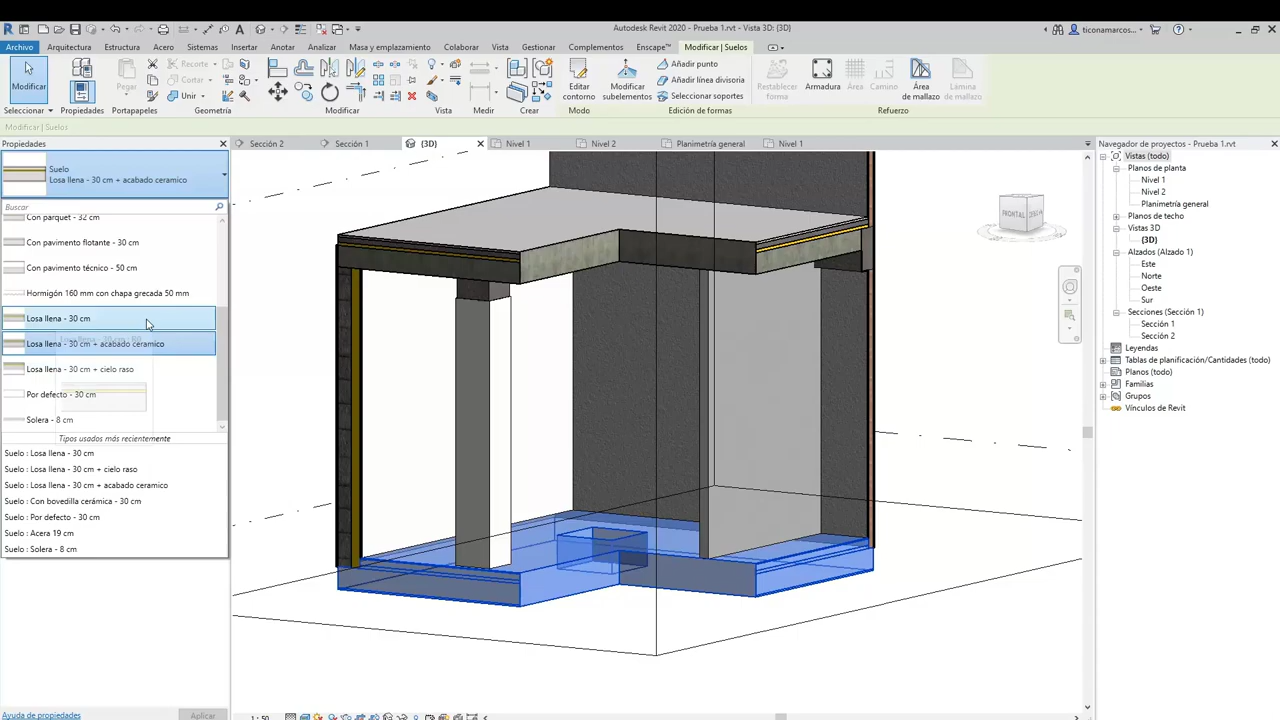 Autodesk Revit 2020 - Prueba 1.rvt - Vista 3D: {3D}
ticonamarcos...
Archivo Arquitectura Estructura Acero Sistemas Insertar Anotar Analizar Masa y emplazamiento Colaborar Vista Gestionar Complementos Escape™ Modificar | Suelos
Modificar
Pegar
Recorte
Cortar
Unir
Editar contorno
Modificar subelementos
Añadir punto
Añadir línea divisoria
Seleccionar soportes
Restablecer forma
Armadura
Área
Camino
Área de mallazo
Lámina de mallazo
Seleccionar Propiedades Portapapeles Geometría Modificar Vista Medir Crear Modo Edición de formas Refuerzo
Modificar | Suelos
Propiedades
Sección 2 Sección 1 {3D} Nivel 1 Nivel 2 Planimetría general Nivel 1
Suelo
Losa llena - 30 cm + acabado ceramico
Buscar
Con parquet - 32 cm
Con pavimento flotante - 30 cm
Con pavimento técnico - 50 cm
Hormigón 160 mm con chapa grecada 50 mm
Losa llena - 30 cm
Losa llena - 30 cm + acabado ceramico
Losa llena - 30 cm + cielo raso
Por defecto - 30 cm
Solera - 8 cm
Tipos usados más recientemente
Suelo : Losa llena - 30 cm
Suelo : Losa llena - 30 cm + cielo raso
Suelo : Losa llena - 30 cm + acabado ceramico
Suelo : Con bovedilla cerámica - 30 cm
Suelo : Por defecto - 30 cm
Suelo : Acera 19 cm
Suelo : Solera - 8 cm
Ayuda de propiedades
Aplicar
FRONTAL
1 : 50
Navegador de proyectos - Prueba 1.rvt
Vistas (todo)
Planos de planta
Nivel 1
Nivel 2
Planimetría general
Planos de techo
Vistas 3D
{3D}
Alzados (Alzado 1)
Este
Norte
Oeste
Sur
Secciones (Sección 1)
Sección 1
Sección 2
Leyendas
Tablas de planificación/Cantidades (todo)
Planos (todo)
Familias
Grupos
Vínculos de Revit